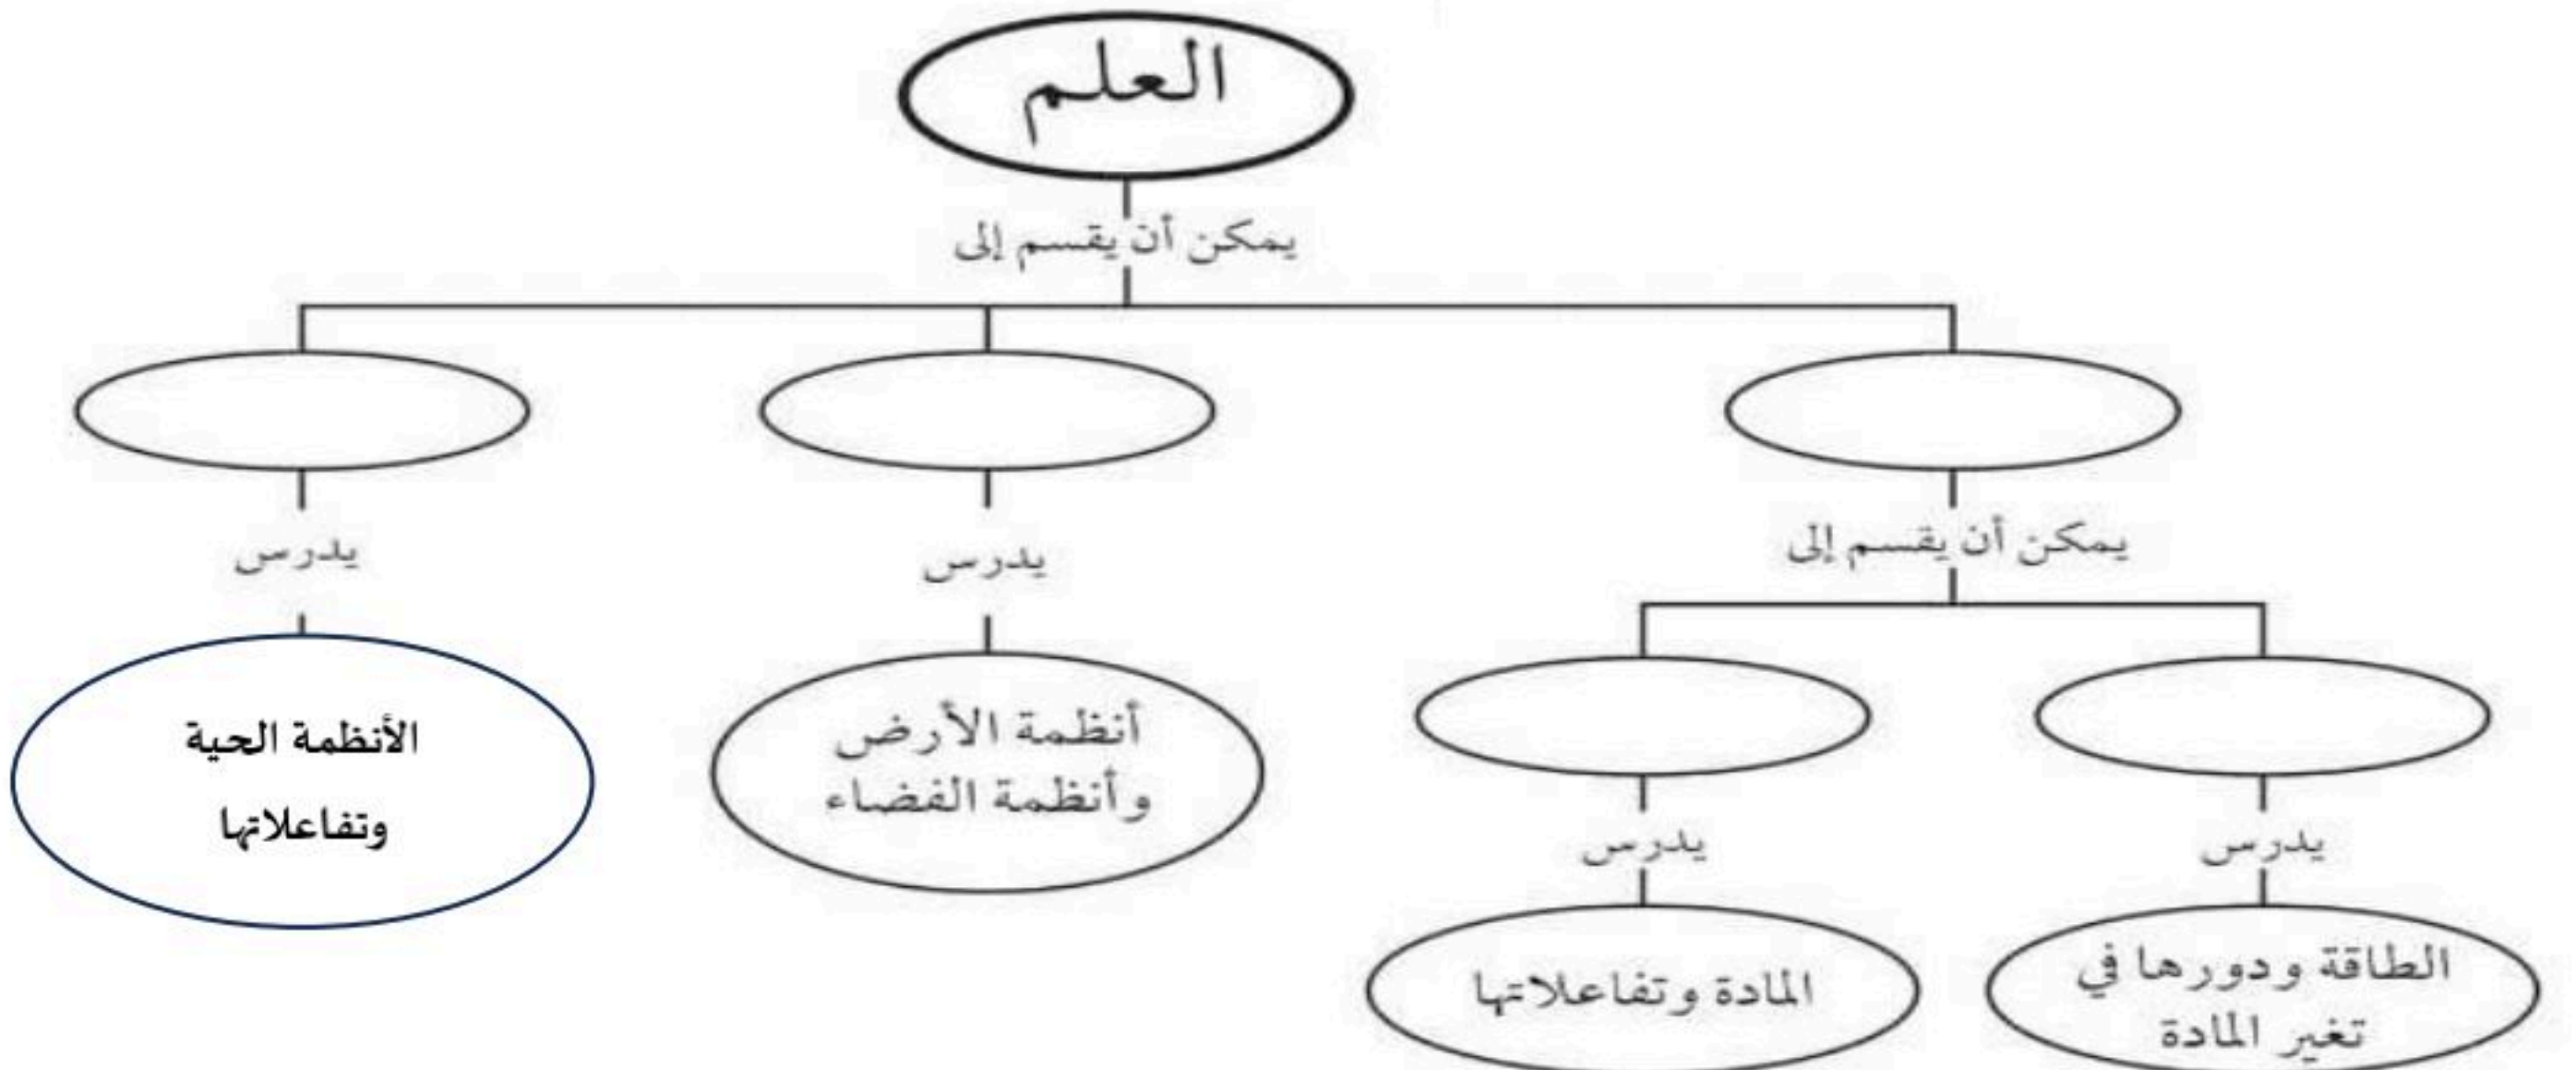 العلم
يمكن أن يقسم إلى
يمكن أن يقسم إلى
يدرس
يدرس
أنظمة الأرض
وأنظمة الفضاء
الأنظمة الحية
وتفاعلاتها
يدرس
يدرس
الطاقة ودورها في
تغير المادة
المادة وتفاعلاتها